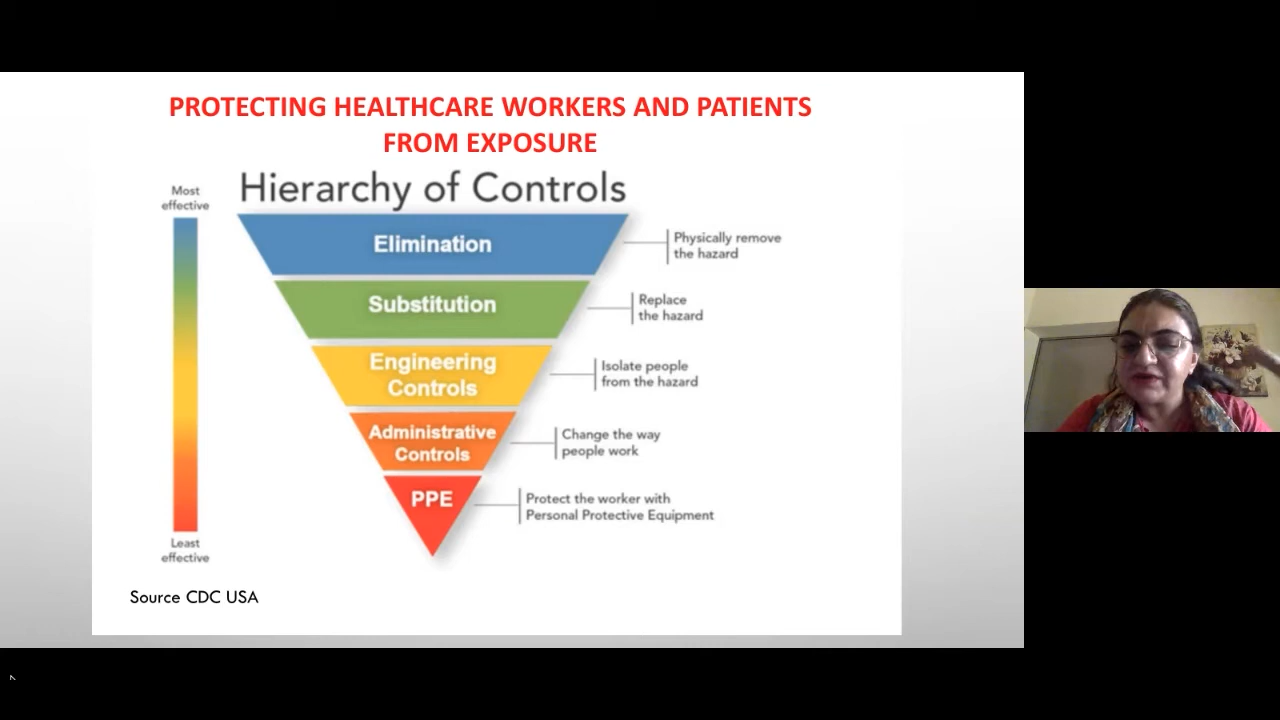 PROTECTING HEALTHCARE WORKERS AND PATIENTS
FROM EXPOSURE
Hierarchy of Controls
Most
effective
Elimination
Physically remove
the hazard
Substitution
Replace
the hazard
Engineering
Controls
Isolate people
from the hazard
Administrative
Controls
Change the way
people work
PPE
Protect the worker with
Personal Protective Equipment
Least
effective
Source CDC USA